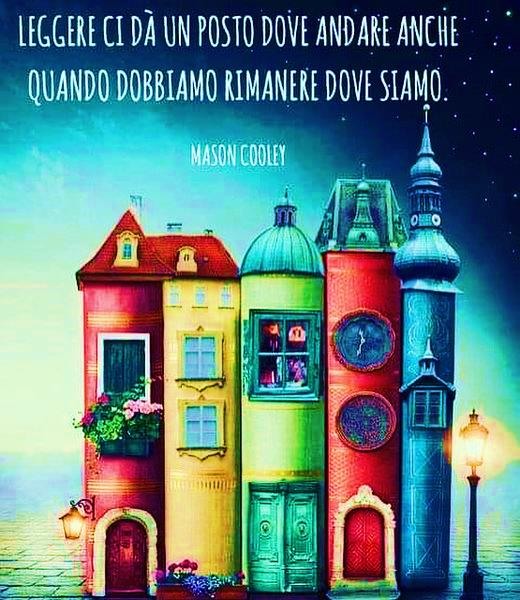 LEGGERE CI DÀ UN POSTO DOVE ANDARE ANCHE
QUANDO DOBBIAMO RIMANERE DOVE SIAMO.
MASON COOLEY